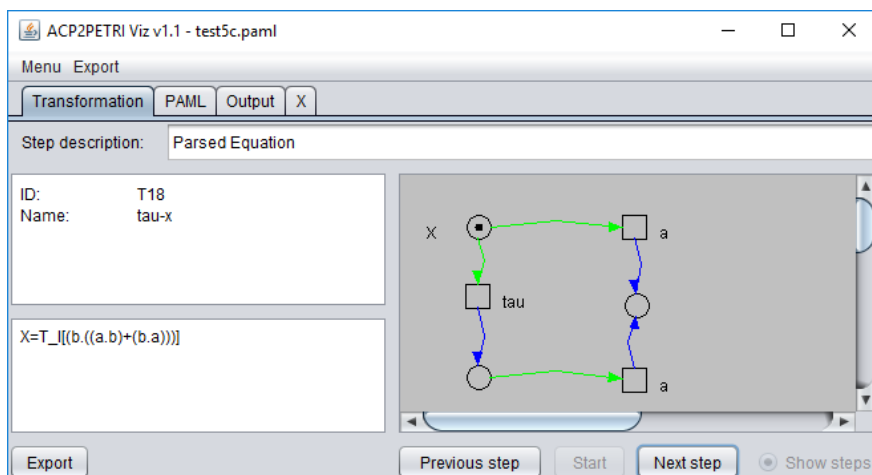 ACP2PETRI Viz v1.1 - test5c.paml
Menu Export
Transformation PAML Output X
Step description: Parsed Equation
ID: T18
Name: tau-x
X=T_I[(b.((a.b)+(b.a)))]
X a
tau
a
Export Previous step Start Next step Show steps